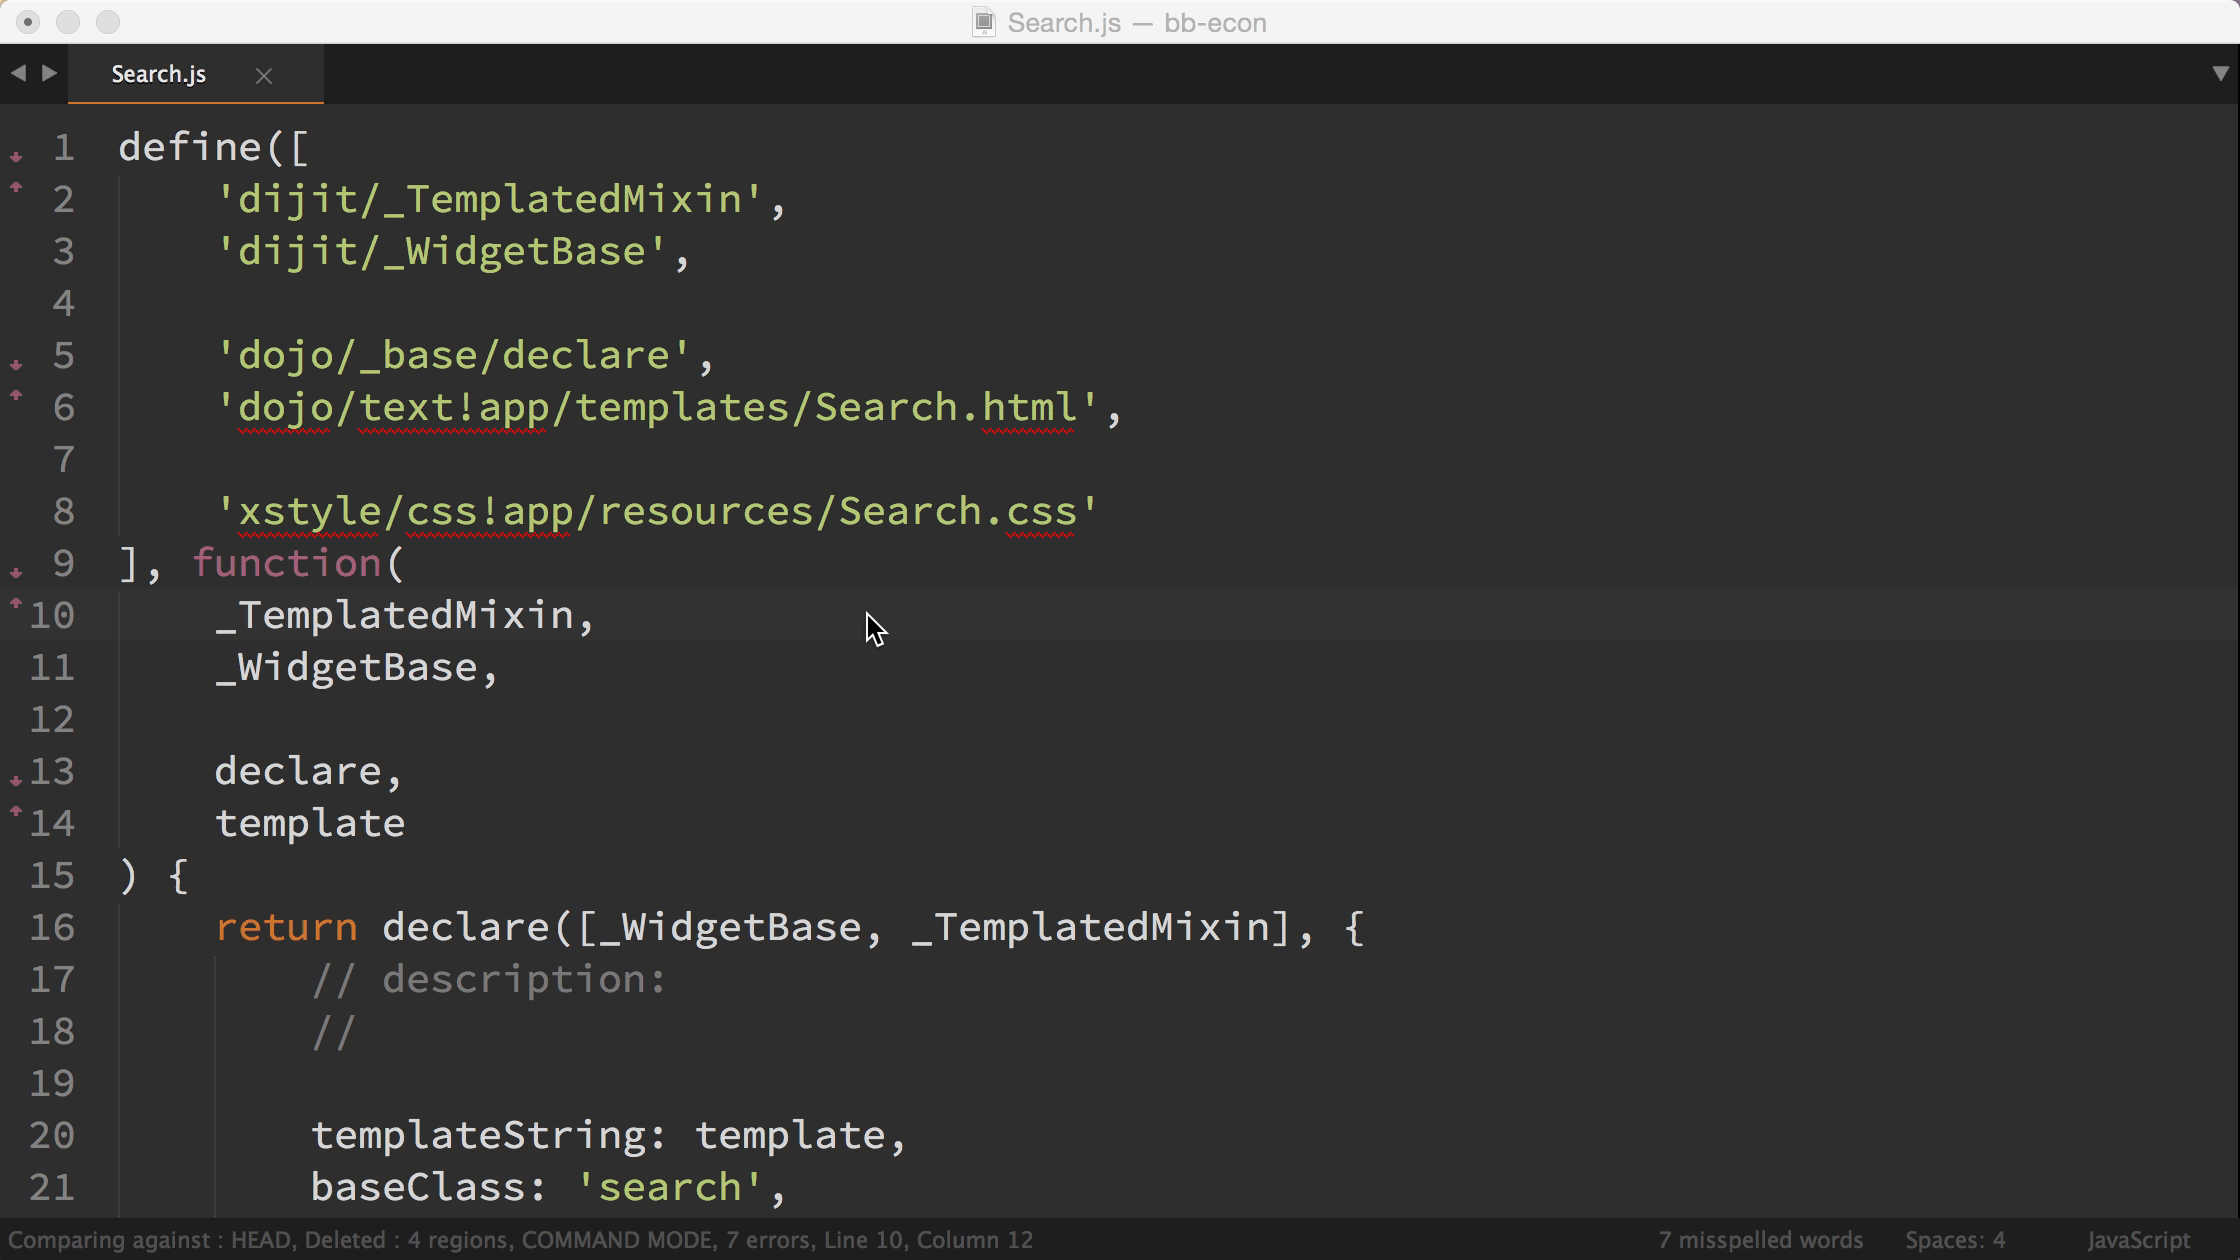 Search.js — bb-econ
Search.js
1 define([
2 'dijit/_TemplatedMixin',
3 'dijit/_WidgetBase',
4
5 'dojo/_base/declare',
6 'dojo/text!app/templates/Search.html',
7
8 'xstyle/css!app/resources/Search.css'
9 ], function(
10 _TemplatedMixin,
11 _WidgetBase,
12
13 declare,
14 template
15 ) {
16 return declare([_WidgetBase, _TemplatedMixin], {
17 // description:
18 //
19
20 templateString: template,
21 baseClass: 'search',
Comparing against : HEAD, Deleted : 4 regions, COMMAND MODE, 7 errors, Line 10, Column 12 7 misspelled words Spaces: 4 JavaScript